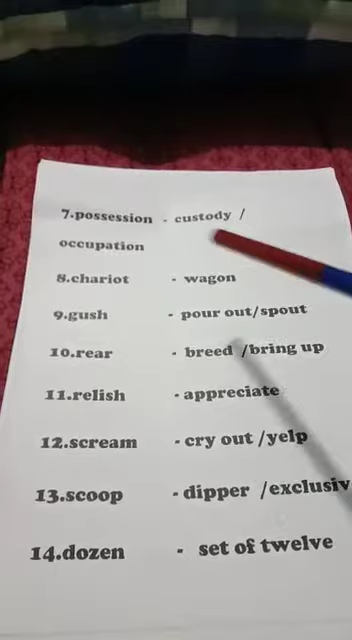 7.possession - custody /
occupation
8.chariot - wagon
9.gush - pour out/spout
10.rear - breed /bring up
11.relish - appreciate
12.scream - cry out /yelp
13.scoop - dipper /exclusiv
14.dozen - set of twelve